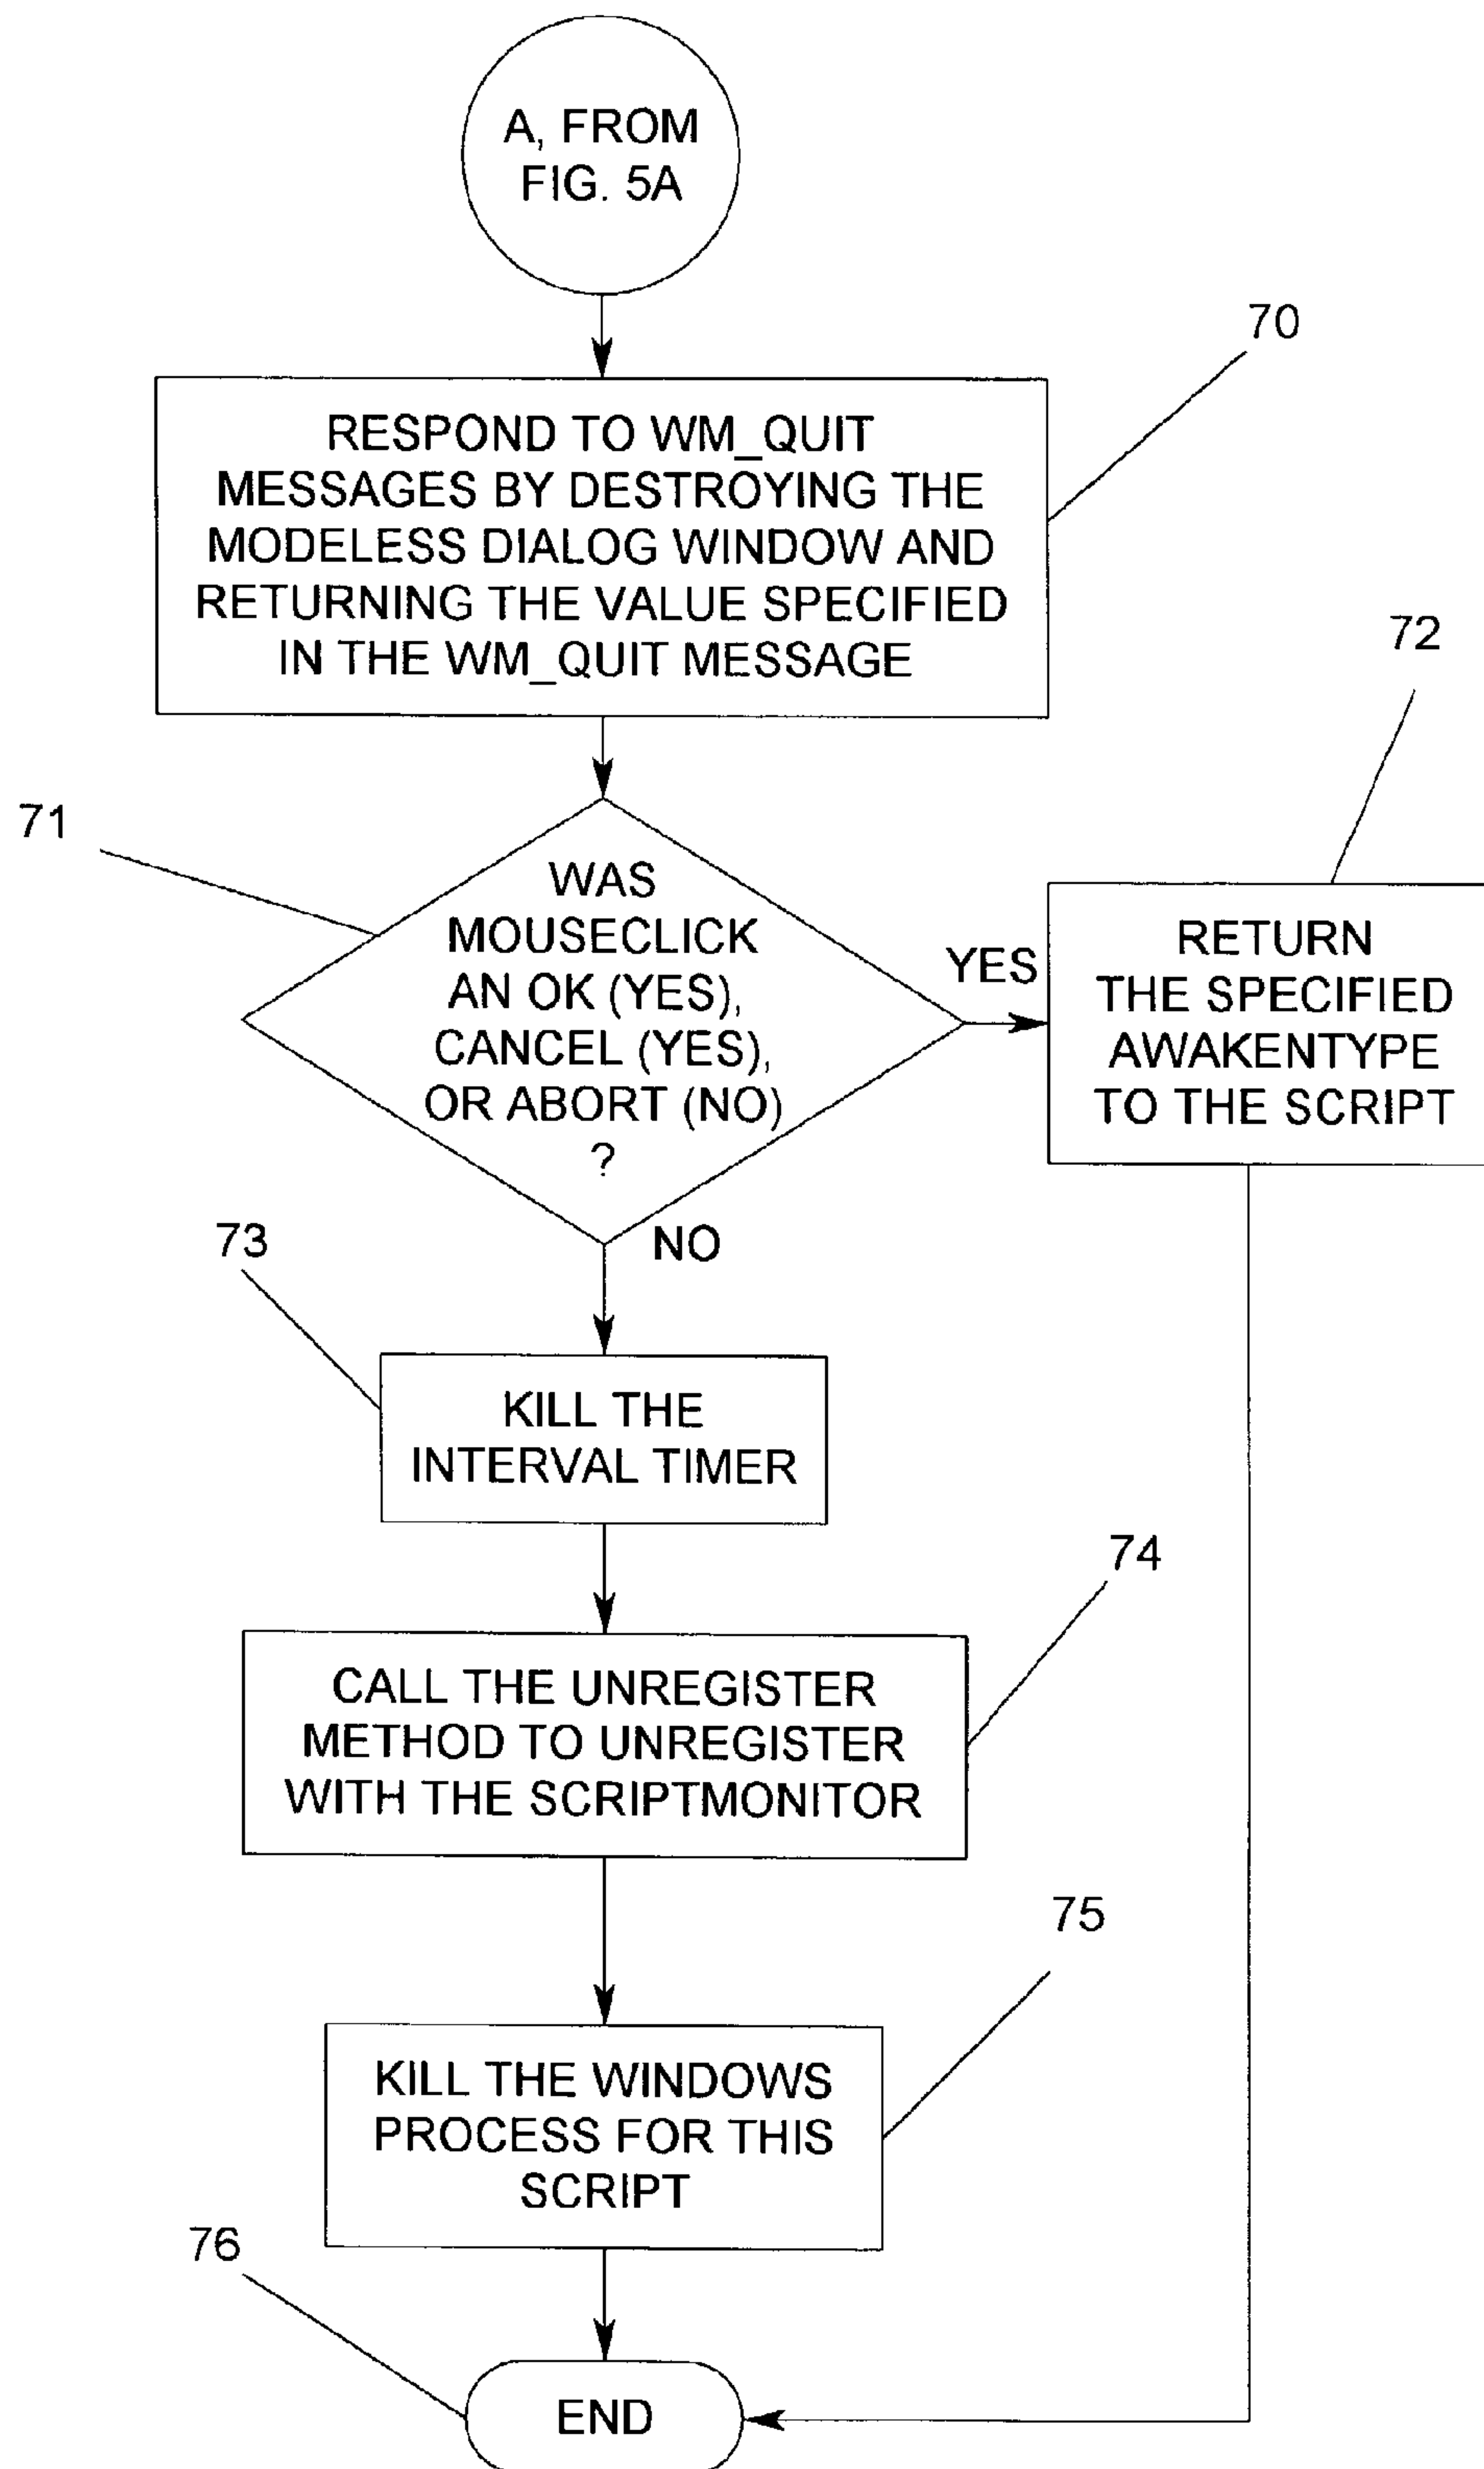 A, FROM
FIG. 5A
70
RESPOND TO WM_QUIT
MESSAGES BY DESTROYING THE
MODELESS DIALOG WINDOW AND
RETURNING THE VALUE SPECIFIED
IN THE WM_QUIT MESSAGE
72
71
WAS
MOUSECLICK
AN OK (YES),
CANCEL (YES),
OR ABORT (NO)
?
YES
RETURN
THE SPECIFIED
AWAKENTYPE
TO THE SCRIPT
NO
73
KILL THE
INTERVAL TIMER
74
CALL THE UNREGISTER
METHOD TO UNREGISTER
WITH THE SCRIPTMONITOR
75
KILL THE WINDOWS
PROCESS FOR THIS
SCRIPT
76
END